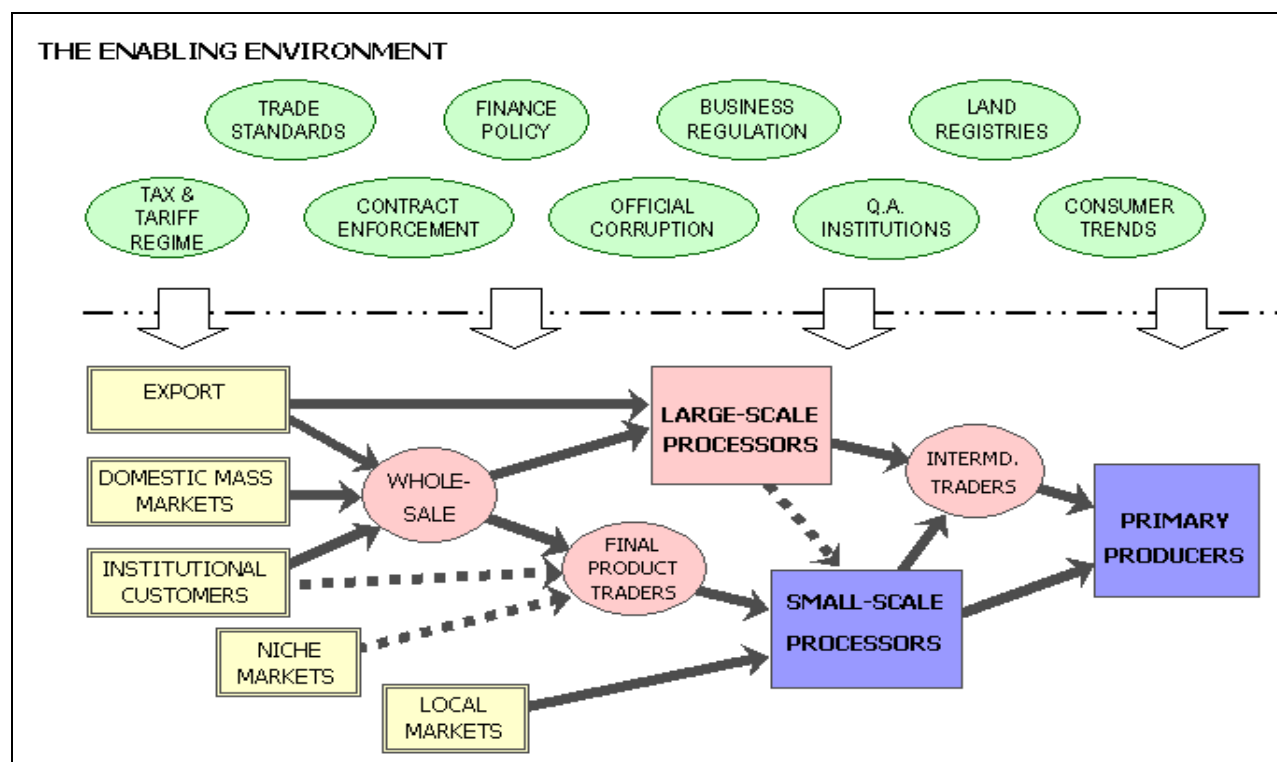 THE ENABLING ENVIRONMENT
TRADE
STANDARDS
FINANCE
POLICY
BUSINESS
REGULATION
LAND
REGISTRIES
TAX &
TARIFF
REGIME
CONTRACT
ENFORCEMENT
OFFICIAL
CORRUPTION
Q.A.
INSTITUTIONS
CONSUMER
TRENDS
EXPORT
LARGE-SCALE
PROCESSORS
DOMESTIC MASS
MARKETS
WHOLE-
SALE
INTERMD.
TRADERS
PRIMARY
PRODUCERS
INSTITUTIONAL
CUSTOMERS
FINAL
PRODUCT
TRADERS
SMALL-SCALE
PROCESSORS
NICHE
MARKETS
LOCAL
MARKETS